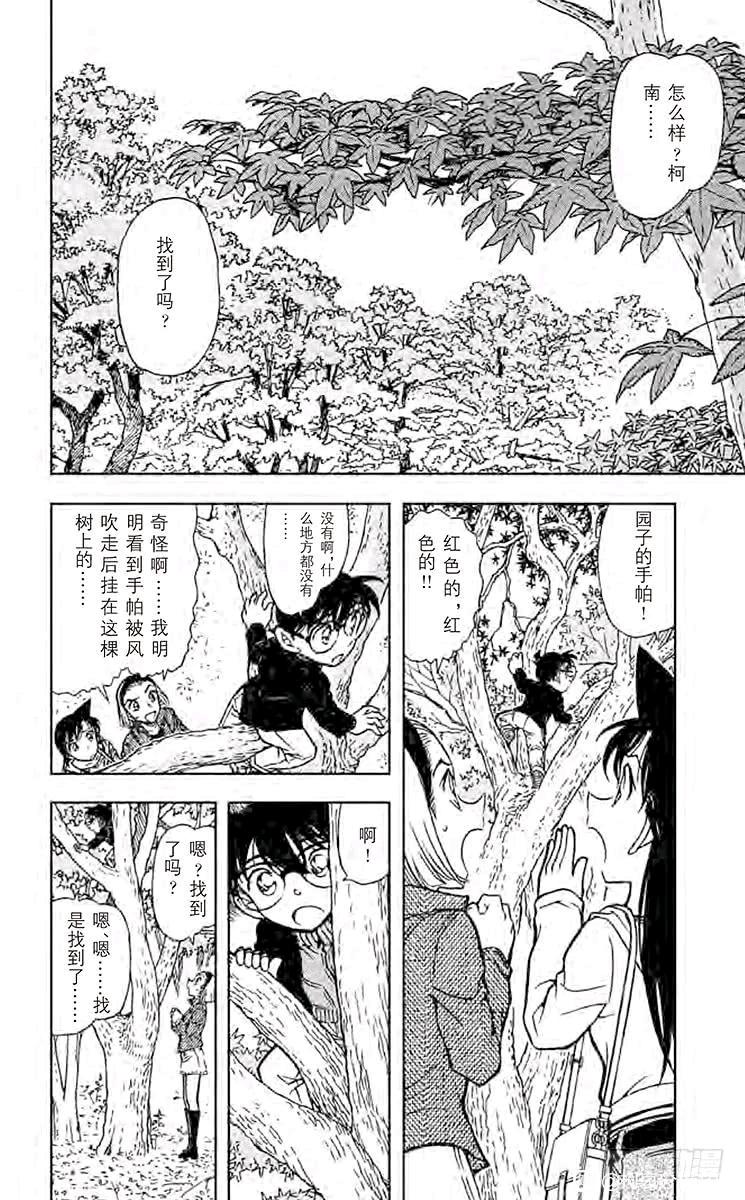 怎么样？柯
南……
找到了吗？
园子的手帕！
红色的，红
色的!!
没有啊，什
么地方都没有
……
奇怪啊……我明
明看到手帕被风
吹走后挂在这棵
树上的……
啊！
嗯？找到
了吗？
嗯、嗯……找
是找到了……